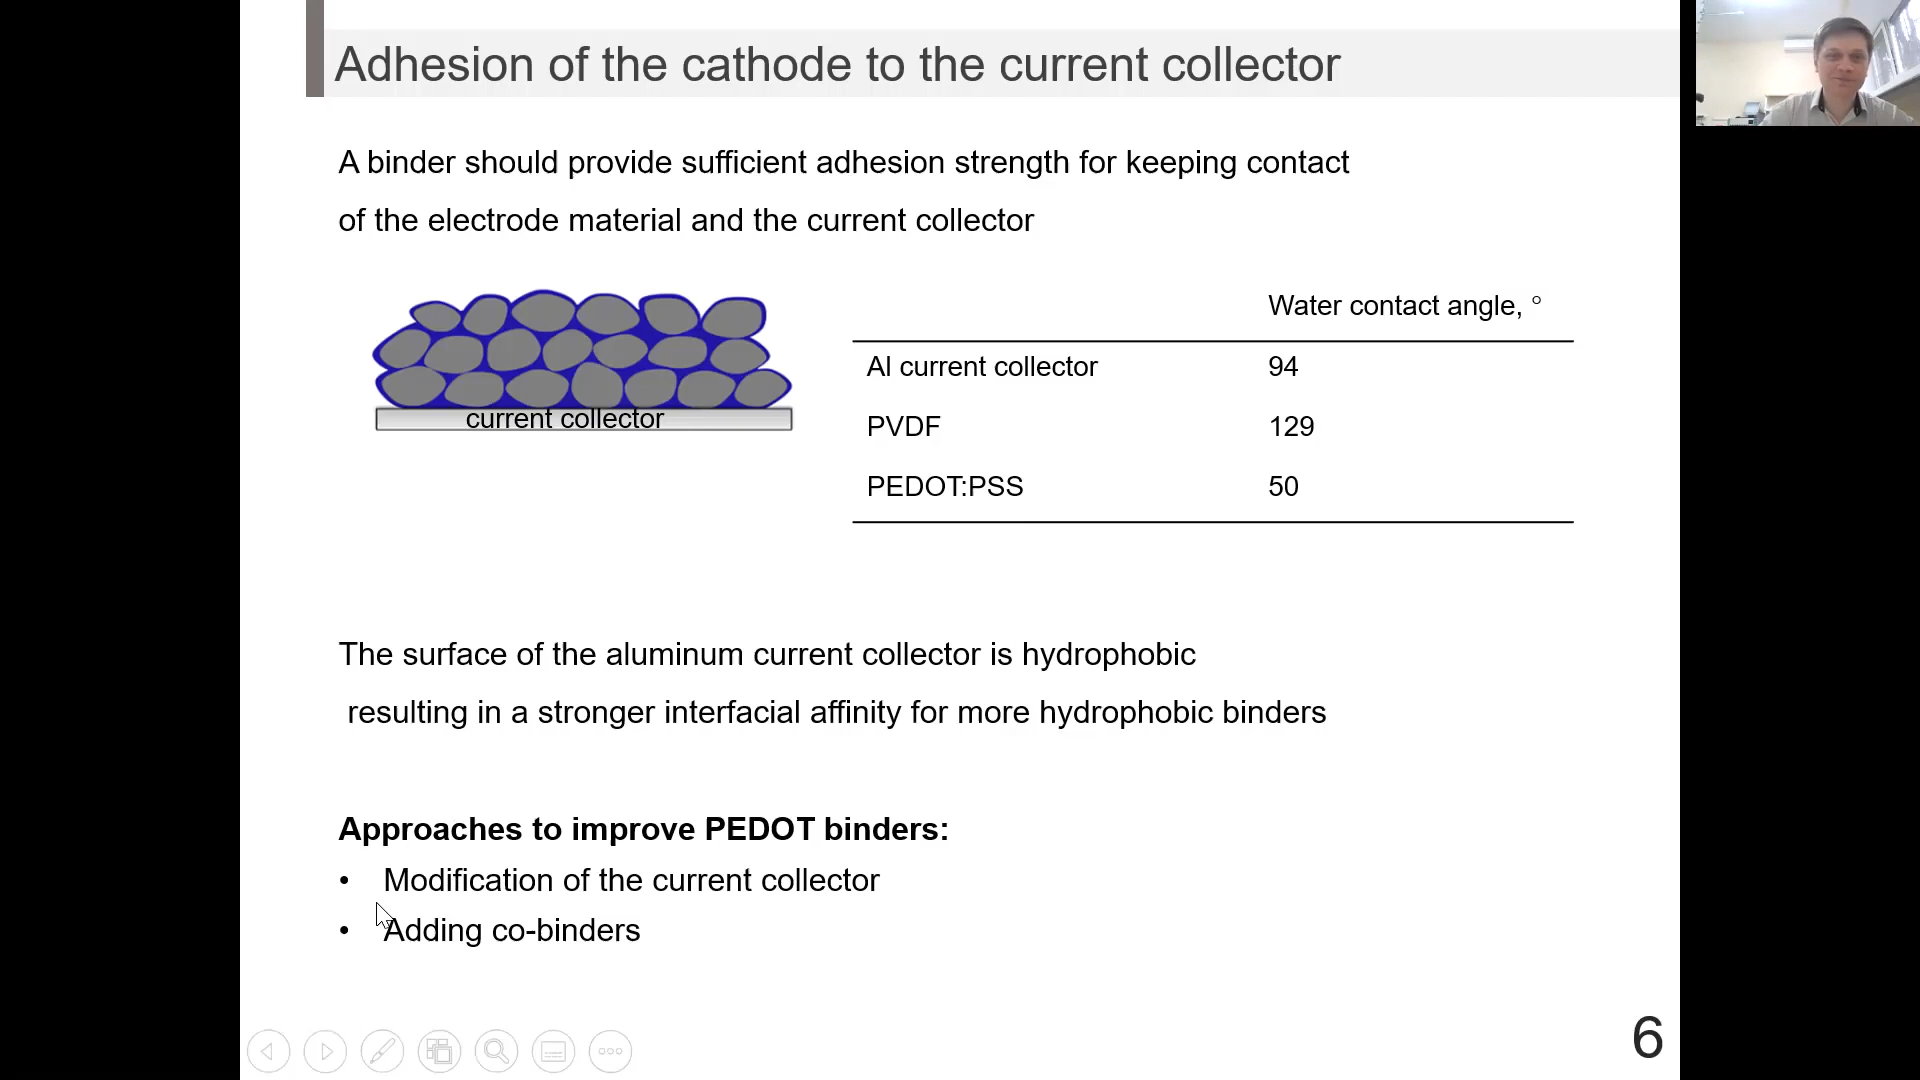 Adhesion of the cathode to the current collector
A binder should provide sufficient adhesion strength for keeping contact
of the electrode material and the current collector
current collector
Water contact angle, °
Al current collector 94
PVDF 129
PEDOT:PSS 50
The surface of the aluminum current collector is hydrophobic
resulting in a stronger interfacial affinity for more hydrophobic binders
Approaches to improve PEDOT binders:
• Modification of the current collector
• Adding co-binders
6